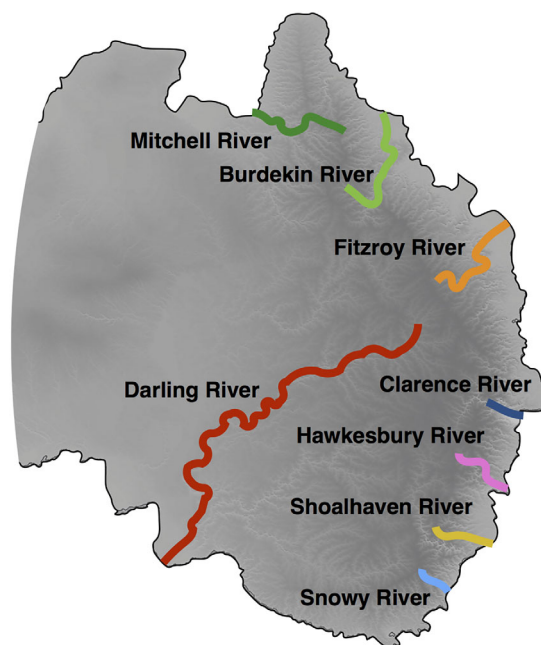 Mitchell River
Burdekin River
Fitzroy River
Darling River
Clarence River
Hawkesbury River
Shoalhaven River
Snowy River